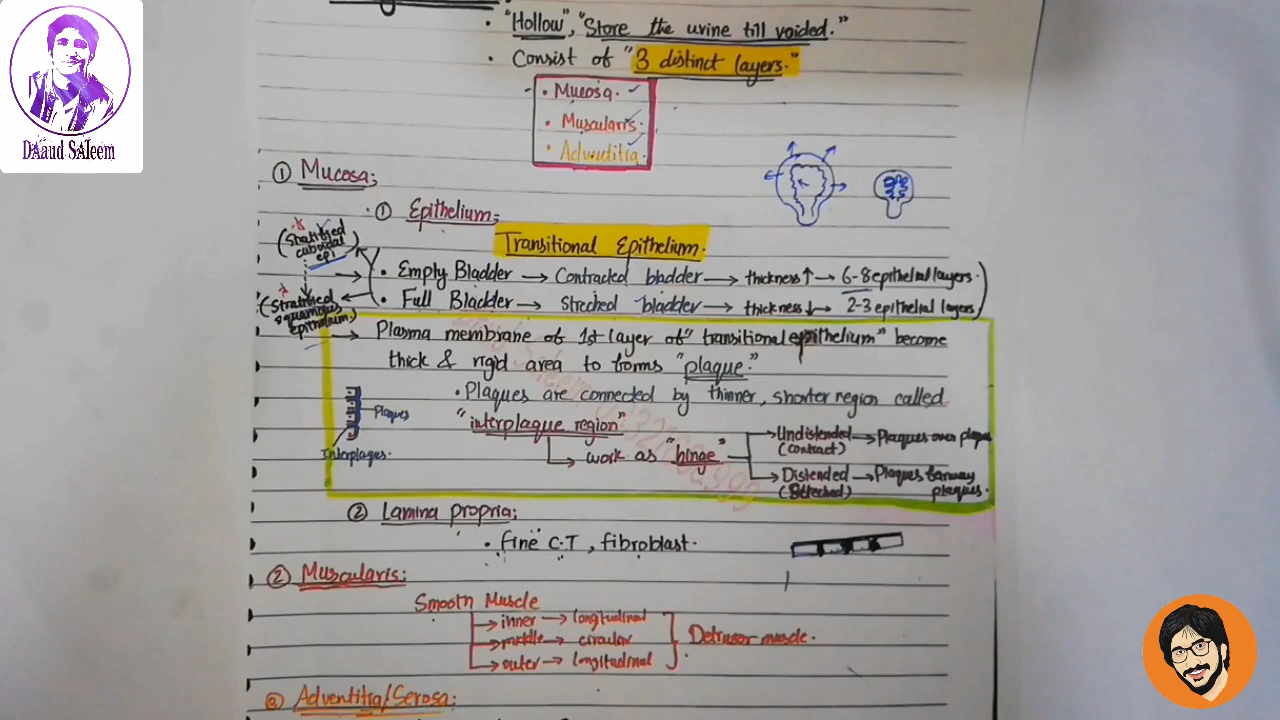 DAaud SAleem
• "Hollow", "Store the urine till voided."
• Consist of "3 distinct layers."
• Mucosa
• Muscularis
• Adventitia
① Mucosa:
① Epithelium:
Transitional Epithelium
(Stratified cuboidal epi)
• Empty Bladder → Contracted bladder → thickness↑ → 6-8 epithelial layers
(Stratified squamous epithelium)
• Full Bladder → Streched bladder → thickness↓ → 2-3 epithelial layers
→ Plasma membrane of 1st layer of "transitional epithelium" become
thick & rigid area to forms "plaque."
• Plaques are connected by thinner, shorter region called
Plaques
"interplaque region"
Interplaques.
→ work as "hinge"
→ Undistended → Plaques over plaques
(contract)
→ Distended → Plaques
(Streched) plaques.
② Lamina propria:
• fine C.T, fibroblast.
② Muscularis:
Smooth Muscle
→ inner → longitudinal
→ middle → circular
→ outer → longitudinal
Detrusor muscle.
③ Adventitia/Serosa: